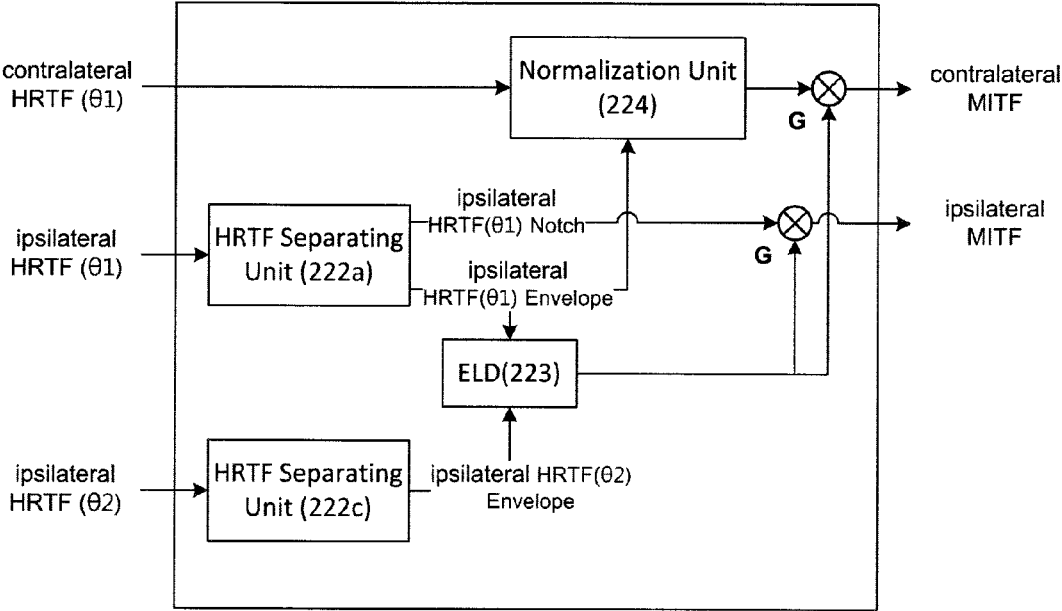 contralateral
HRTF (θ1)
Normalization Unit
(224)
G
contralateral
MITF
ipsilateral
HRTF (θ1)
HRTF Separating
Unit (222a)
ipsilateral
HRTF(θ1) Notch
G
ipsilateral
MITF
ipsilateral
HRTF(θ1) Envelope
ELD(223)
ipsilateral
HRTF (θ2)
HRTF Separating
Unit (222c)
ipsilateral HRTF(θ2)
Envelope